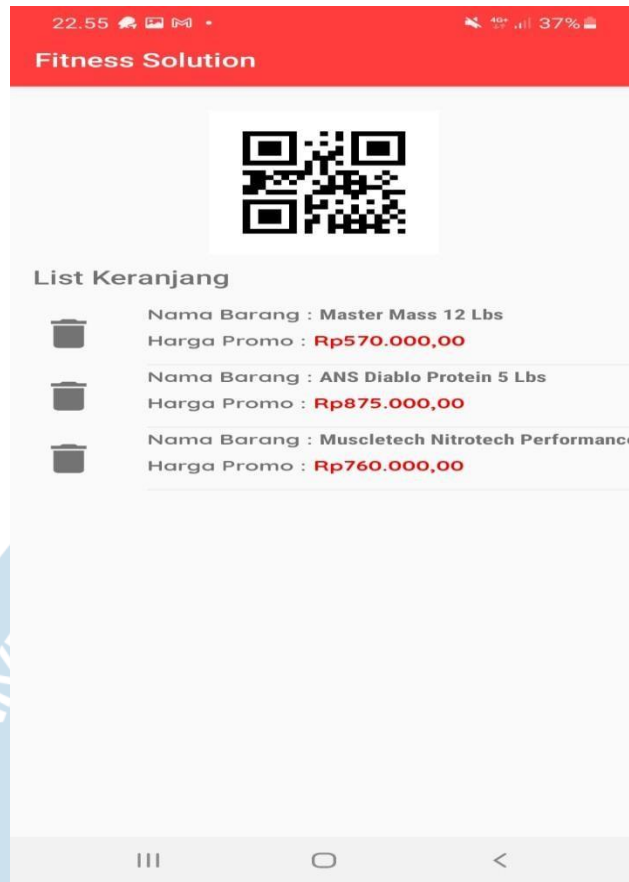 22.55
37%
Fitness Solution
List Keranjang
Nama Barang : Master Mass 12 Lbs
Harga Promo : Rp570.000,00
Nama Barang : ANS Diablo Protein 5 Lbs
Harga Promo : Rp875.000,00
Nama Barang : Muscletech Nitrotech Performance
Harga Promo : Rp760.000,00